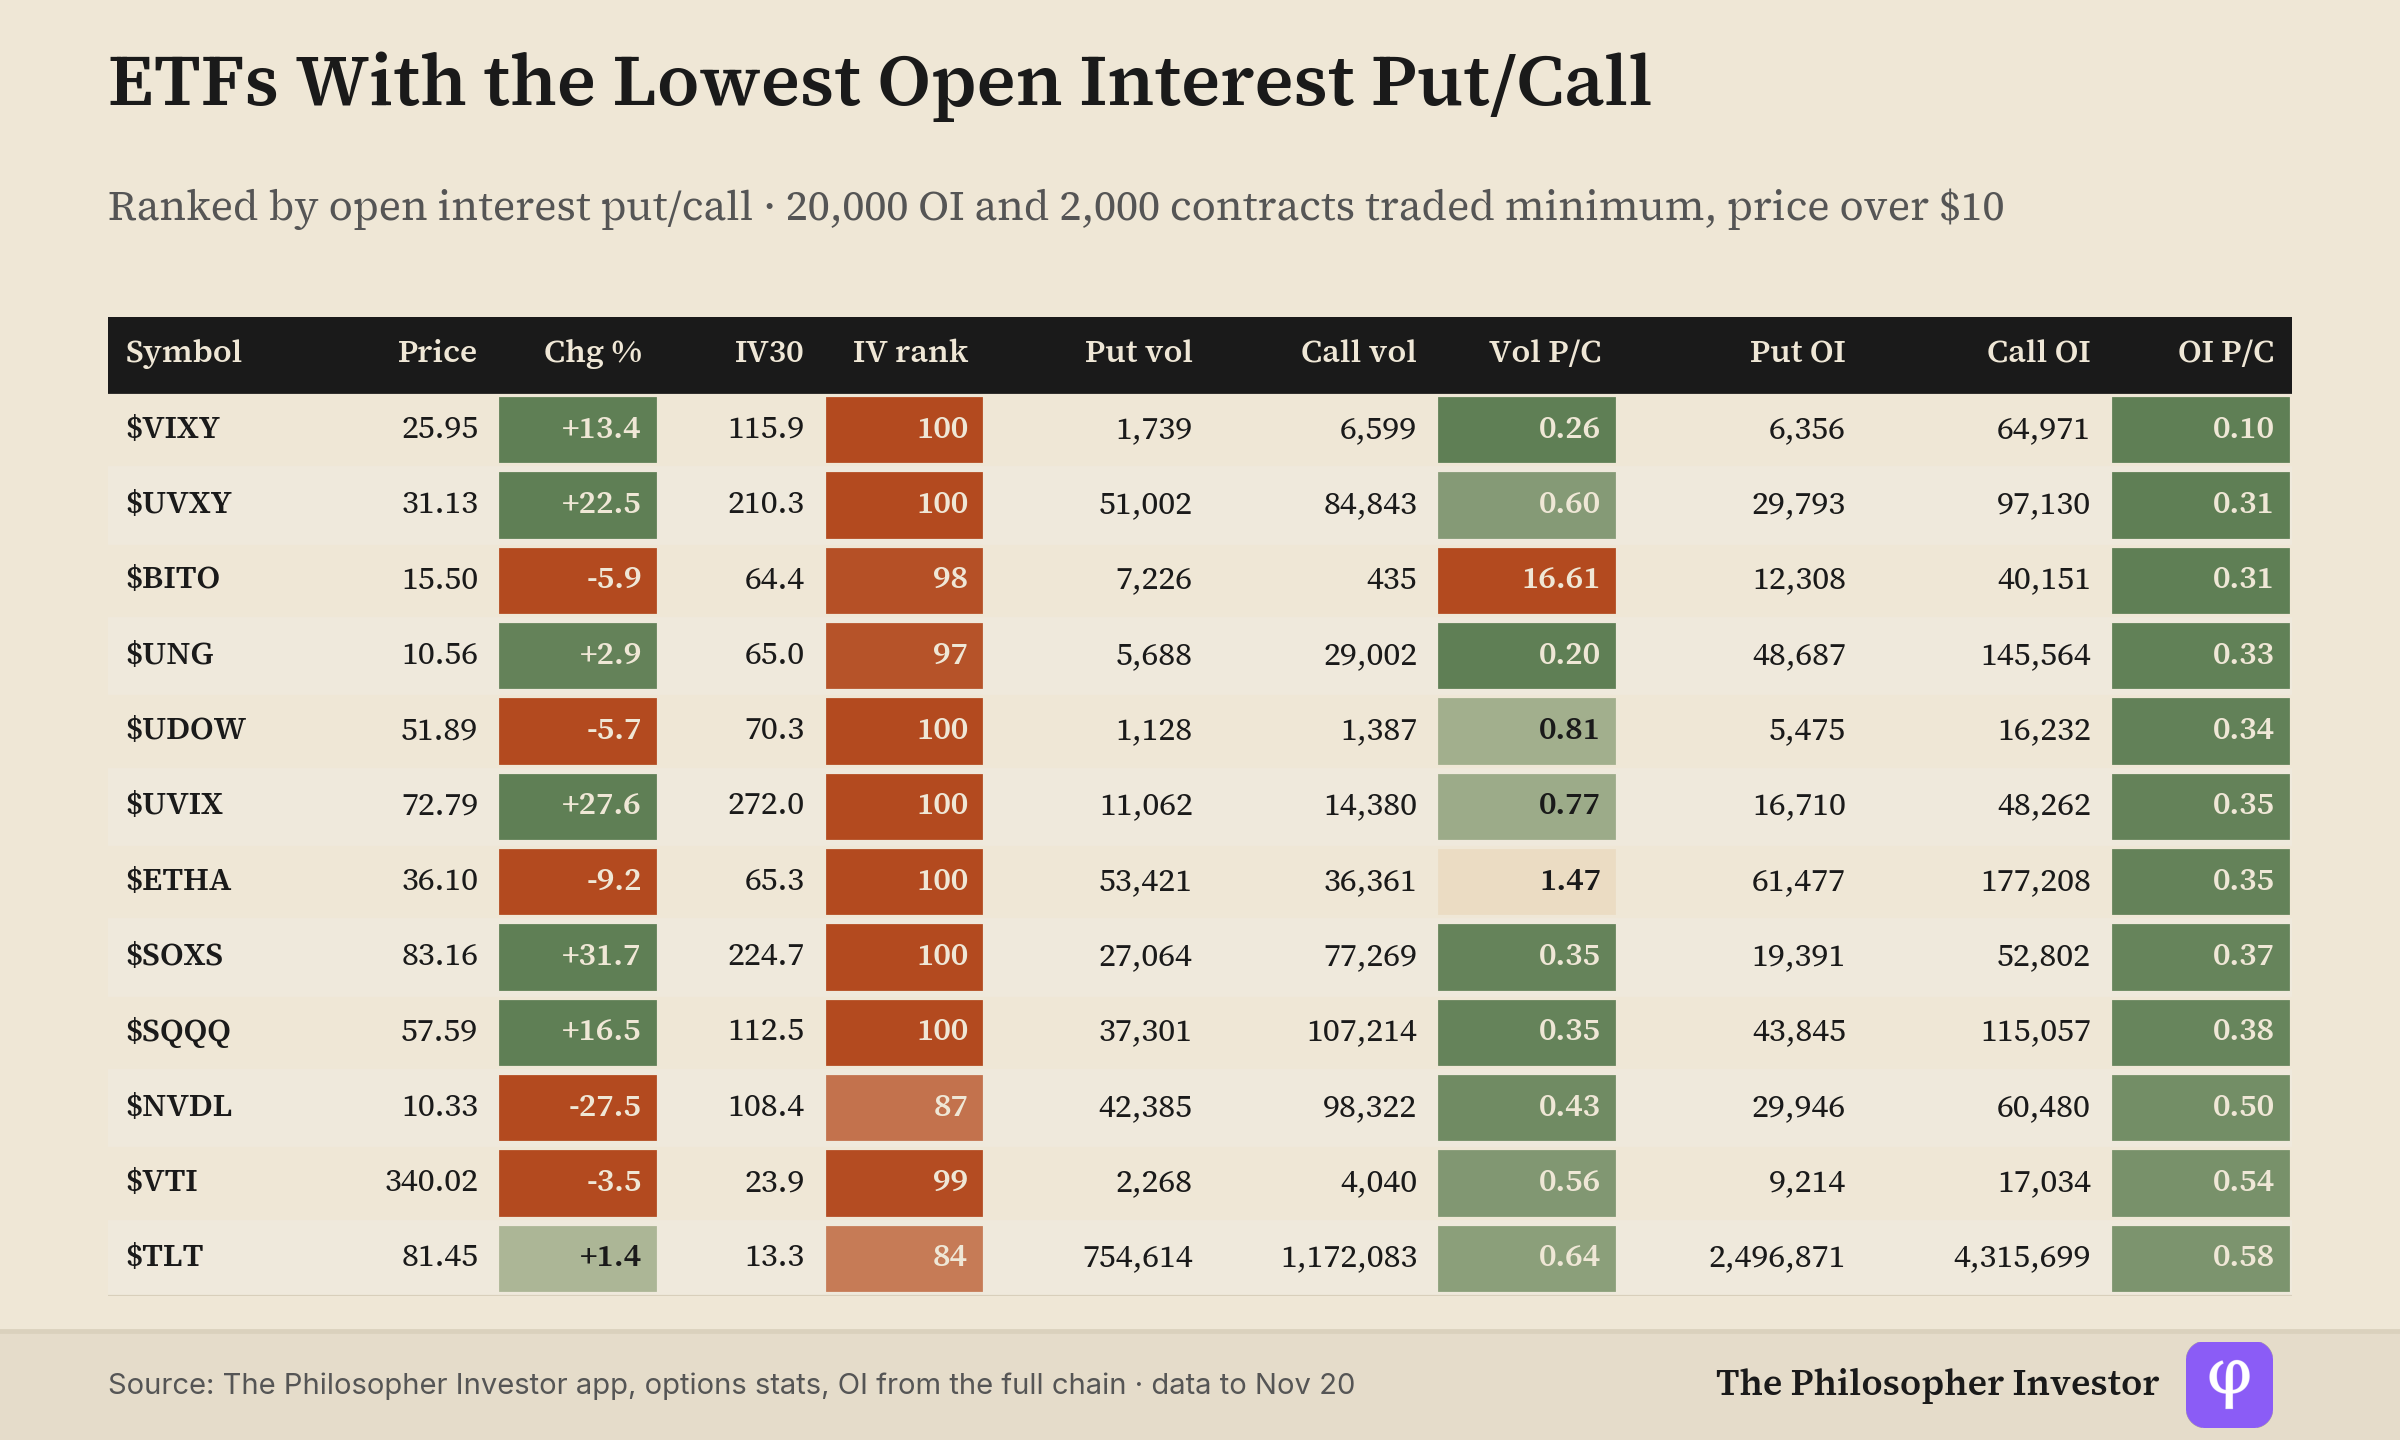 ETFs With the Lowest Open Interest Put/Call
Ranked by open interest put/call · 20,000 OI and 2,000 contracts traded minimum, price over $10
Symbol Price Chg % IV30 IV rank Put vol Call vol Vol P/C Put OI Call OI OI P/C
$VIXY 25.95 +13.4 115.9 100 1,739 6,599 0.26 6,356 64,971 0.10
$UVXY 31.13 +22.5 210.3 100 51,002 84,843 0.60 29,793 97,130 0.31
$BITO 15.50 -5.9 64.4 98 7,226 435 16.61 12,308 40,151 0.31
$UNG 10.56 +2.9 65.0 97 5,688 29,002 0.20 48,687 145,564 0.33
$UDOW 51.89 -5.7 70.3 100 1,128 1,387 0.81 5,475 16,232 0.34
$UVIX 72.79 +27.6 272.0 100 11,062 14,380 0.77 16,710 48,262 0.35
$ETHA 36.10 -9.2 65.3 100 53,421 36,361 1.47 61,477 177,208 0.35
$SOXS 83.16 +31.7 224.7 100 27,064 77,269 0.35 19,391 52,802 0.37
$SQQQ 57.59 +16.5 112.5 100 37,301 107,214 0.35 43,845 115,057 0.38
$NVDL 10.33 -27.5 108.4 87 42,385 98,322 0.43 29,946 60,480 0.50
$VTI 340.02 -3.5 23.9 99 2,268 4,040 0.56 9,214 17,034 0.54
$TLT 81.45 +1.4 13.3 84 754,614 1,172,083 0.64 2,496,871 4,315,699 0.58
Source: The Philosopher Investor app, options stats, OI from the full chain · data to Nov 20
The Philosopher Investor φ